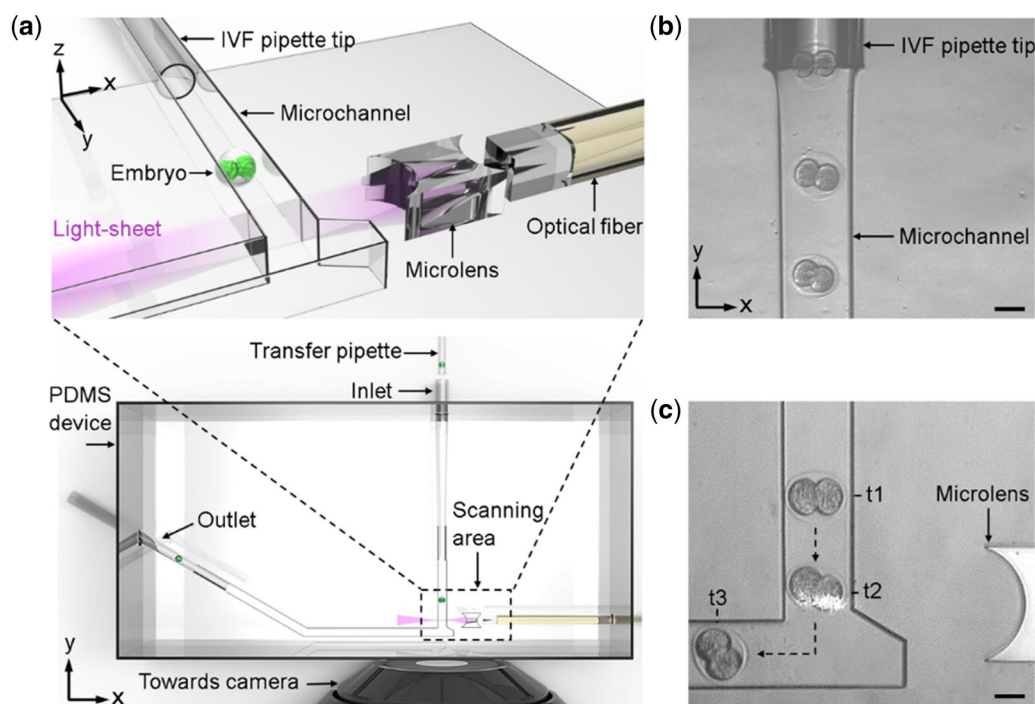 (a)
IVF pipette tip
z
x
y
Microchannel
Embryo
Light-sheet
Optical fiber
Microlens
Transfer pipette
Inlet
PDMS
device
Outlet
Scanning
area
y
x
Towards camera
(b)
IVF pipette tip
Microchannel
y
x
(c)
t1
Microlens
t2
t3